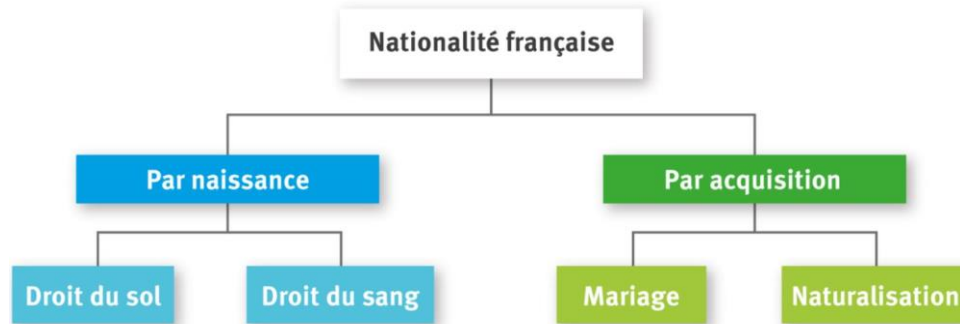 Nationalité française
Par naissance
Par acquisition
Droit du sol
Droit du sang
Mariage
Naturalisation